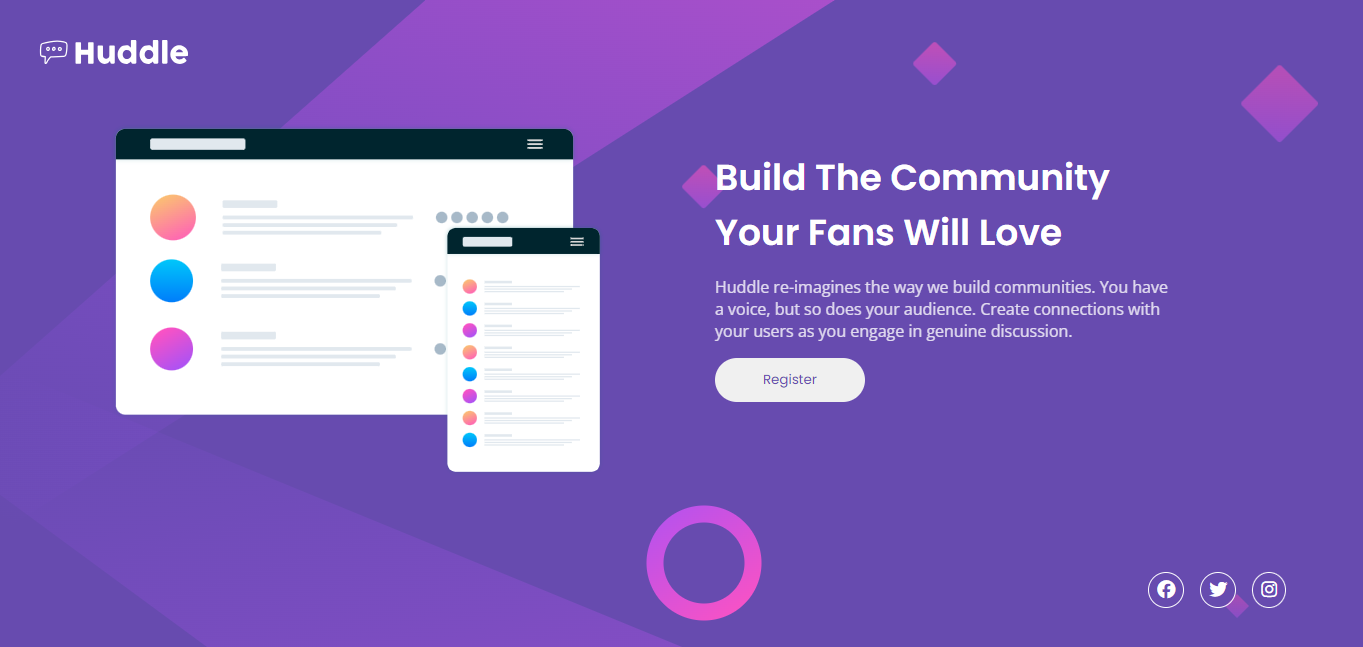 Huddle
Build The Community
Your Fans Will Love
Huddle re-imagines the way we build communities. You have
a voice, but so does your audience. Create connections with
your users as you engage in genuine discussion.
Register